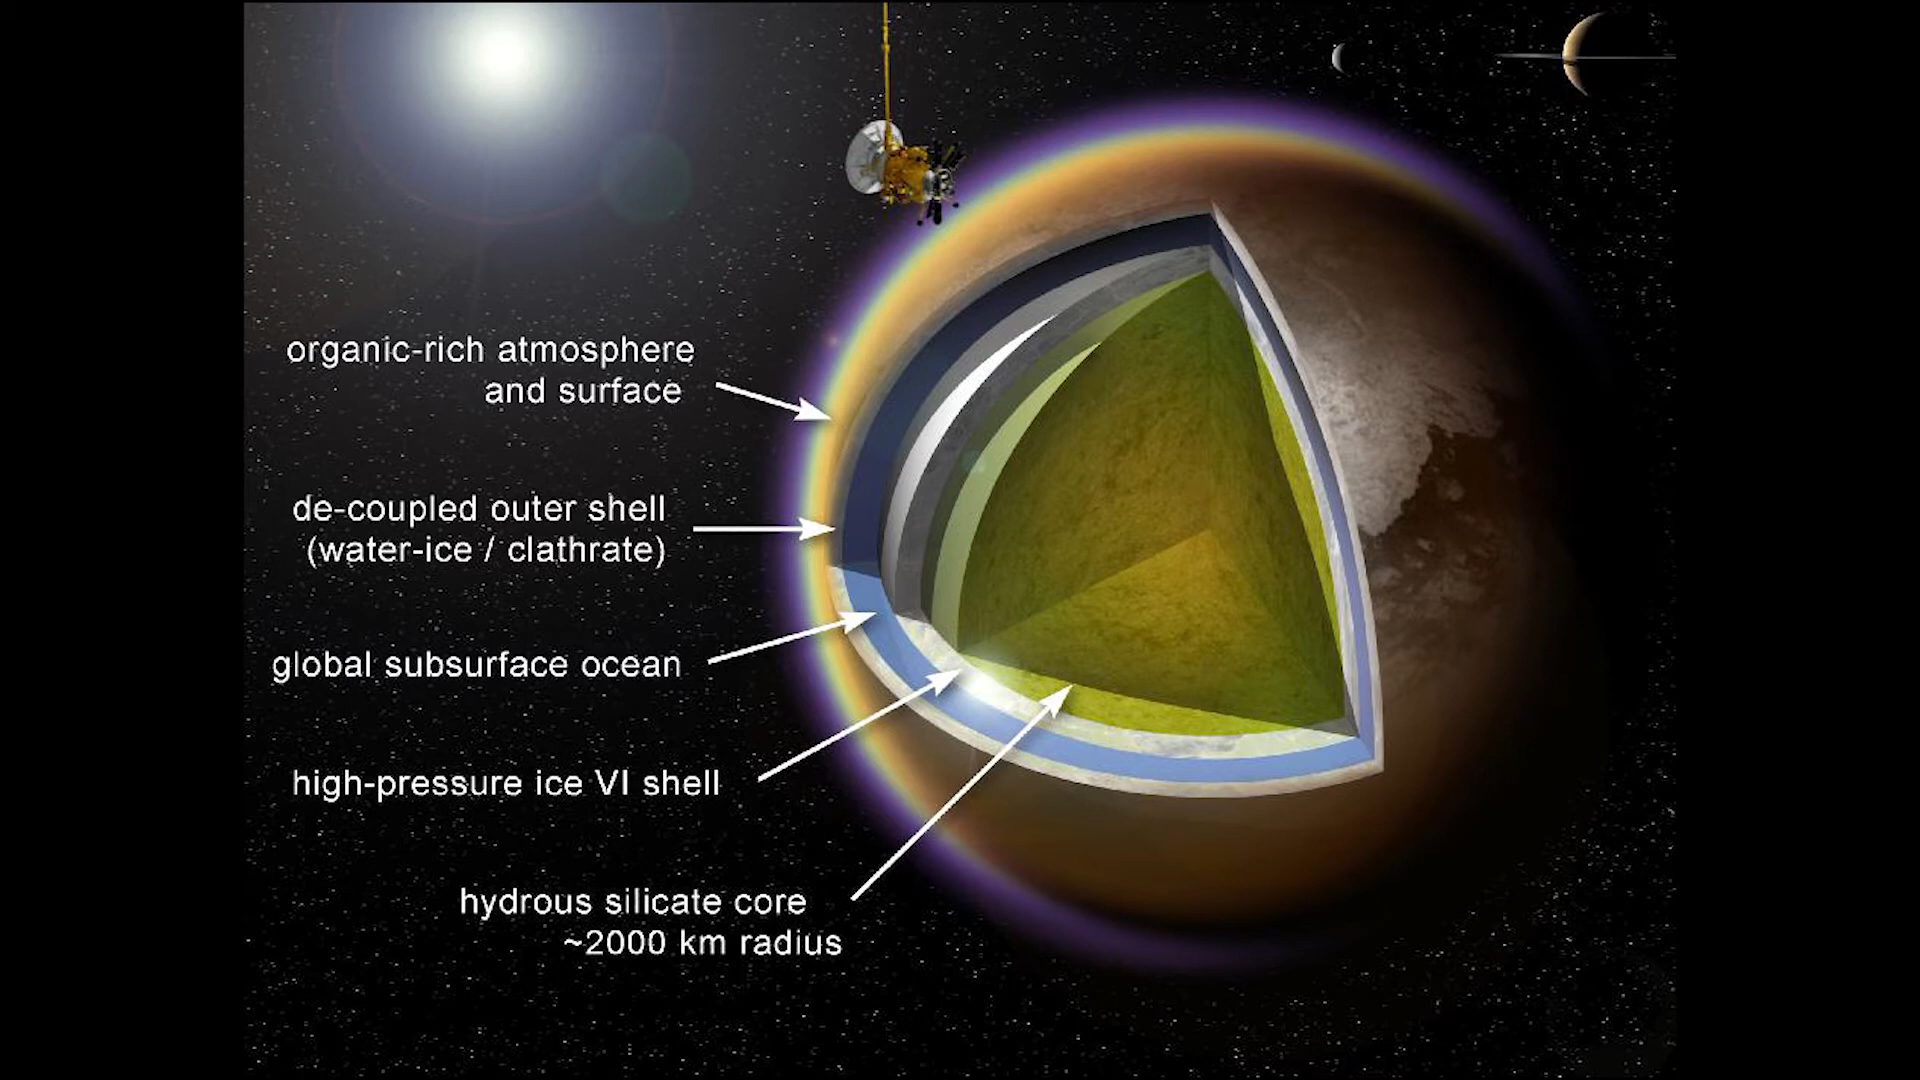 organic-rich atmosphere
and surface
de-coupled outer shell
(water-ice / clathrate)
global subsurface ocean
high-pressure ice VI shell
hydrous silicate core
~2000 km radius